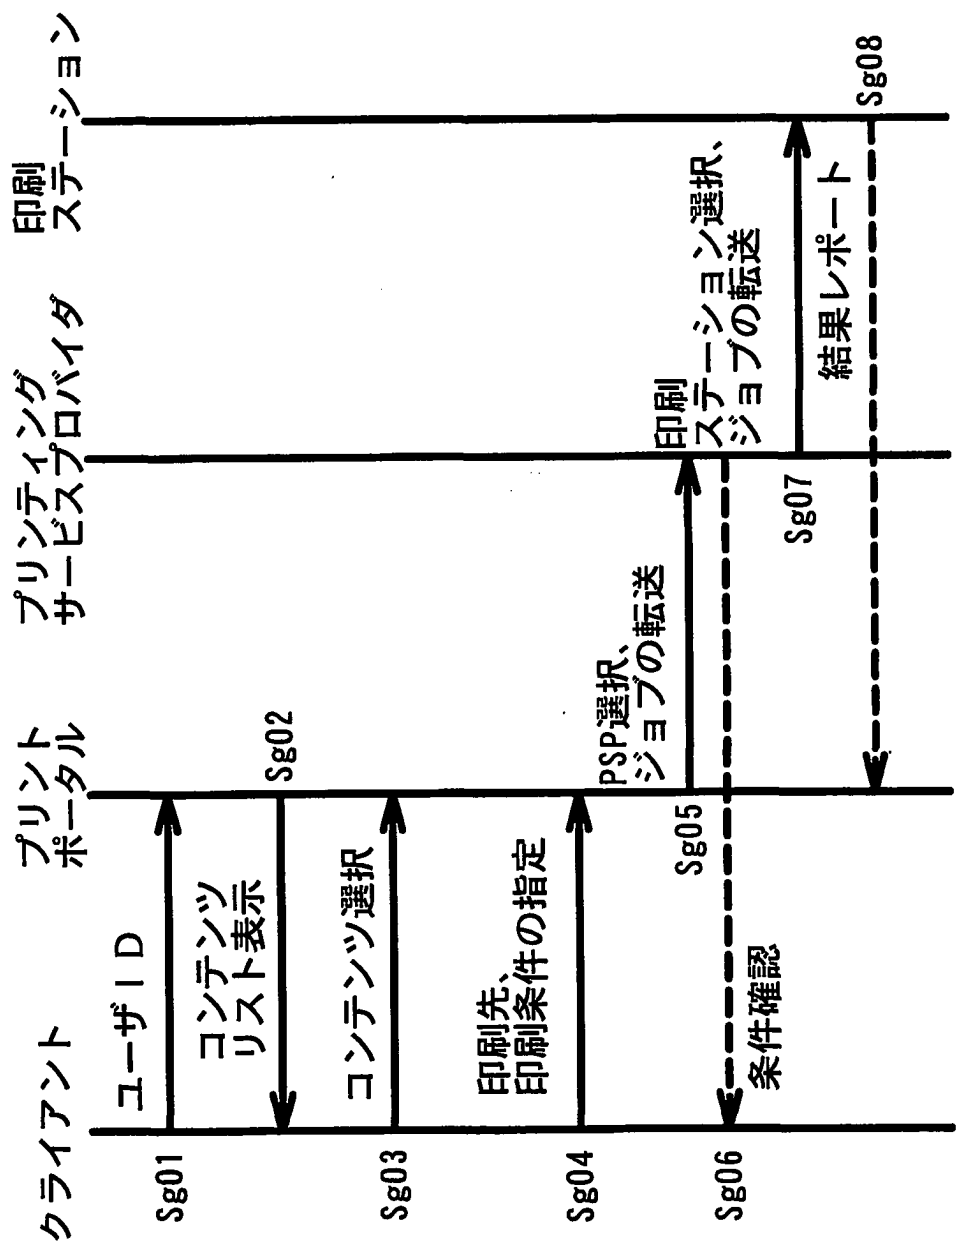 クライアント
プリント
ポータル
プリンティング
サービスプロバイダ
印刷
ステーション
Sg01
ユーザID
コンテンツ
リスト表示
Sg02
Sg03
コンテンツ選択
Sg04
印刷先、
印刷条件の指定
PSP選択、
ジョブの転送
Sg05
Sg06
条件確認
印刷
ステーション選択、
ジョブの転送
Sg07
結果レポート
Sg08